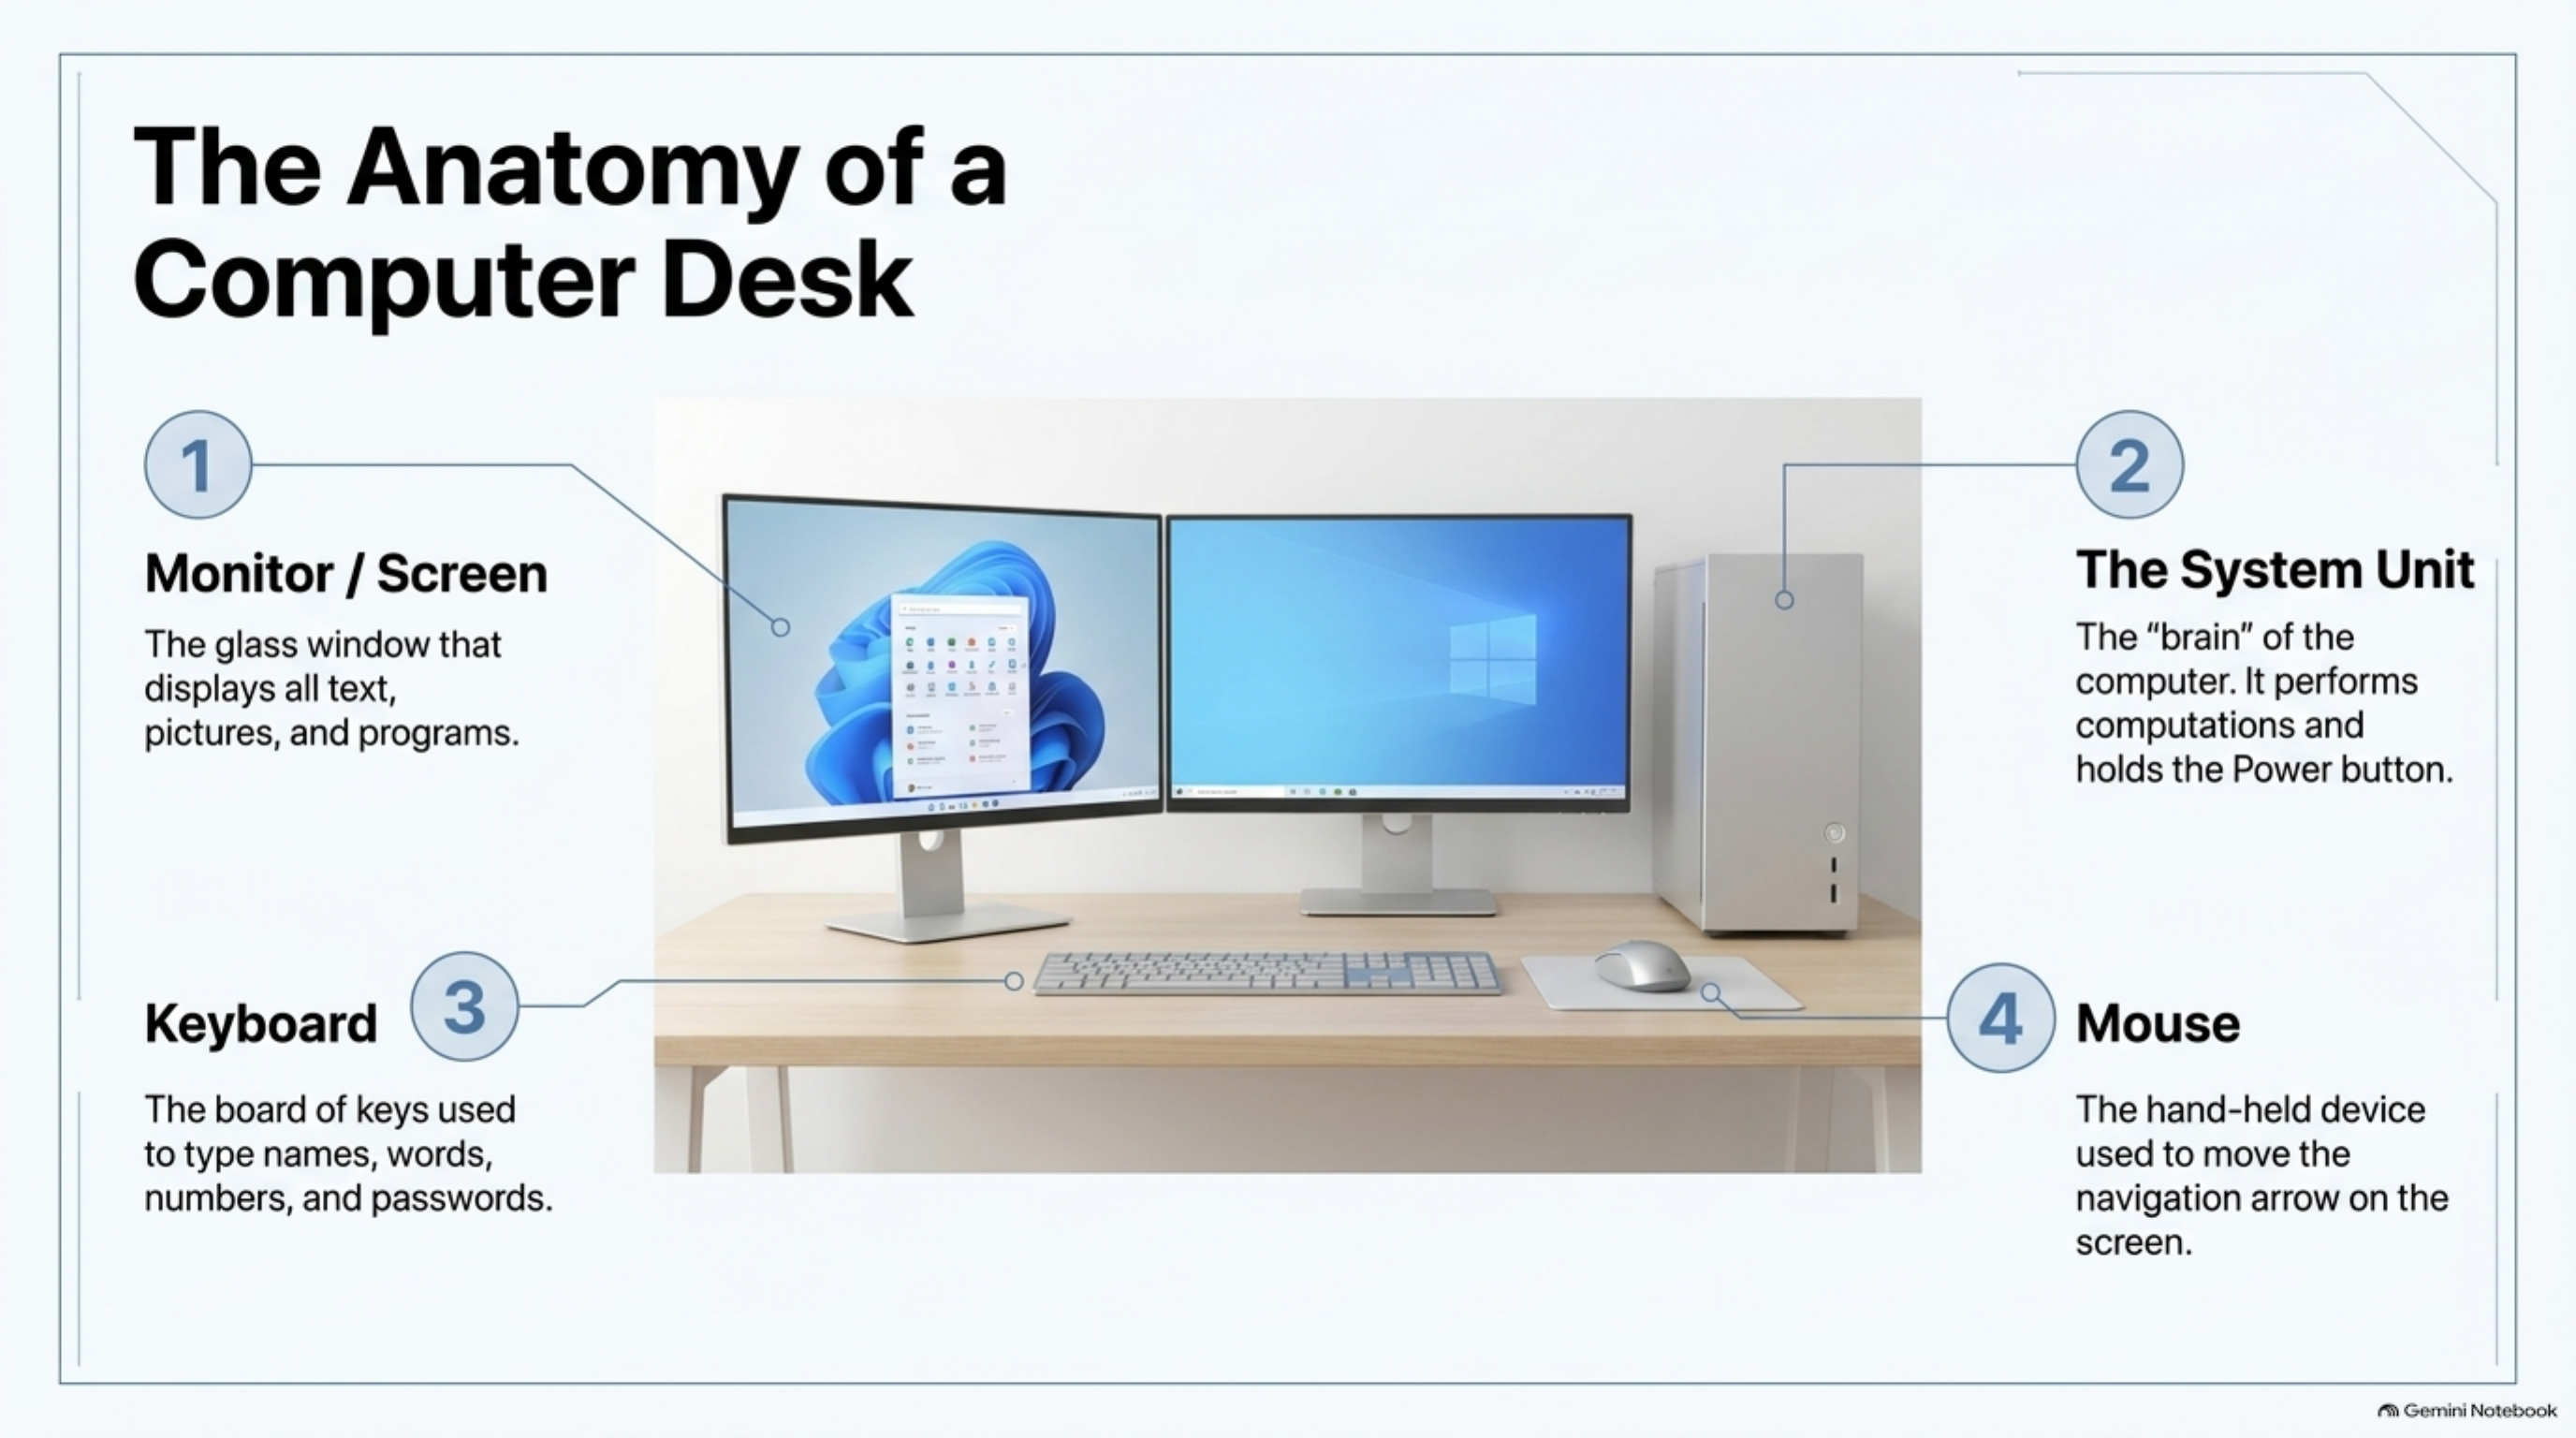 The Anatomy of a
Computer Desk
1
Monitor / Screen
The glass window that
displays all text,
pictures, and programs.
2
The System Unit
The “brain” of the
computer. It performs
computations and
holds the Power button.
Keyboard
3
The board of keys used
to type names, words,
numbers, and passwords.
4
Mouse
The hand-held device
used to move the
navigation arrow on the
screen.
Gemini Notebook